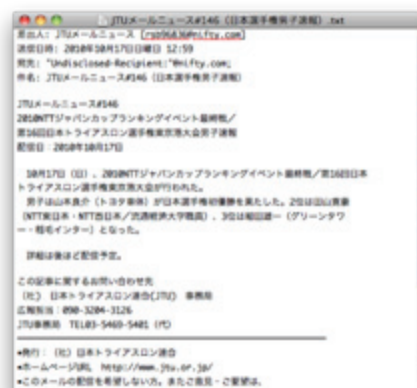 JTUメールニュース#146（日本選手権男子速報）.txt
差出人: JTUメールニュース [rsb96836@nifty.com]
送信日時: 2010年10月17日日曜日 12:59
宛先: "Undisclosed-Recipient:"@nifty.com;
件名: JTUメールニュース#146（日本選手権男子速報）
JTUメールニュース#146
2010NTTジャパンカップランキングイベント最終戦／
第16回日本トライアスロン選手権東京港大会男子速報
配信日：2010年10月17日
10月17日（日）、2010NTTジャパンカップランキングイベント最終戦／第16回日本
トライアスロン選手権東京港大会が行われた。
男子は山本良介（トヨタ車体）が日本選手権初優勝を果たした。2位は田山寛豪
（NTT東日本・NTT西日本／流通経済大学職員）、3位は細田雄一（グリーンタワ
ー・稲毛インター）となった。
詳細は後ほど配信予定。
この記事に関するお問い合わせ先
（社）日本トライアスロン連合(JTU) 事務局
広報担当：090-3204-3126
JTU事務局 TEL03-5469-5401（代）
•発行：（社）日本トライアスロン連合
•ホームページURL http://www.jtu.or.jp/
•このメールの配信を希望しない方、またご意見・ご要望は、